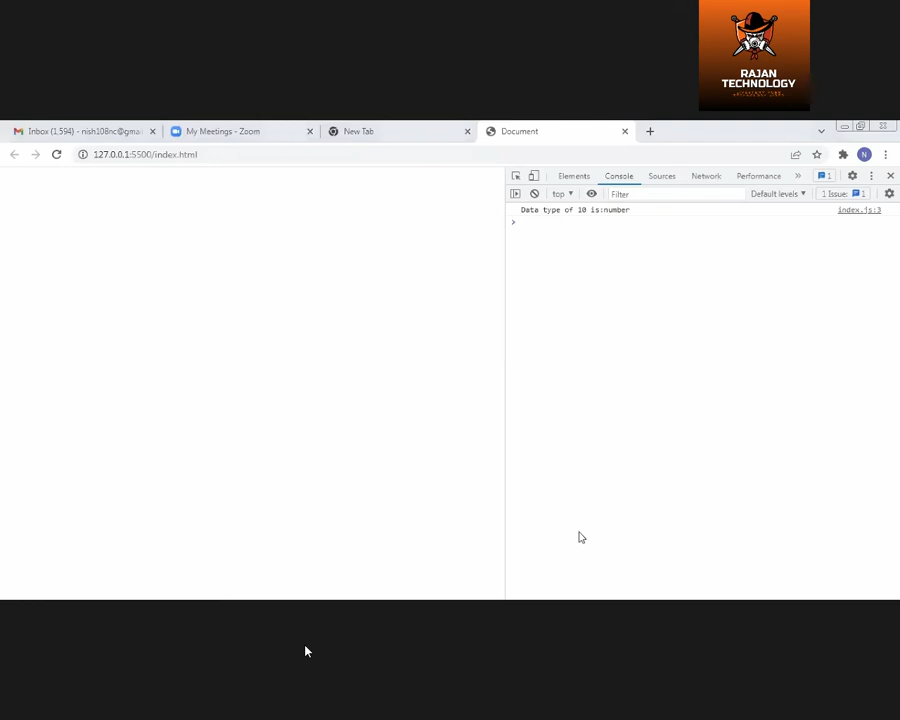 RAJAN
TECHNOLOGY
Inbox (1,594) - nish108nc@gma
My Meetings - Zoom
New Tab
Document
127.0.0.1:5500/index.html
N
Elements
Console
Sources
Network
Performance
»
1
top
Filter
Default levels
1 Issue:
1
Data type of 10 is:number
index.js:3
>